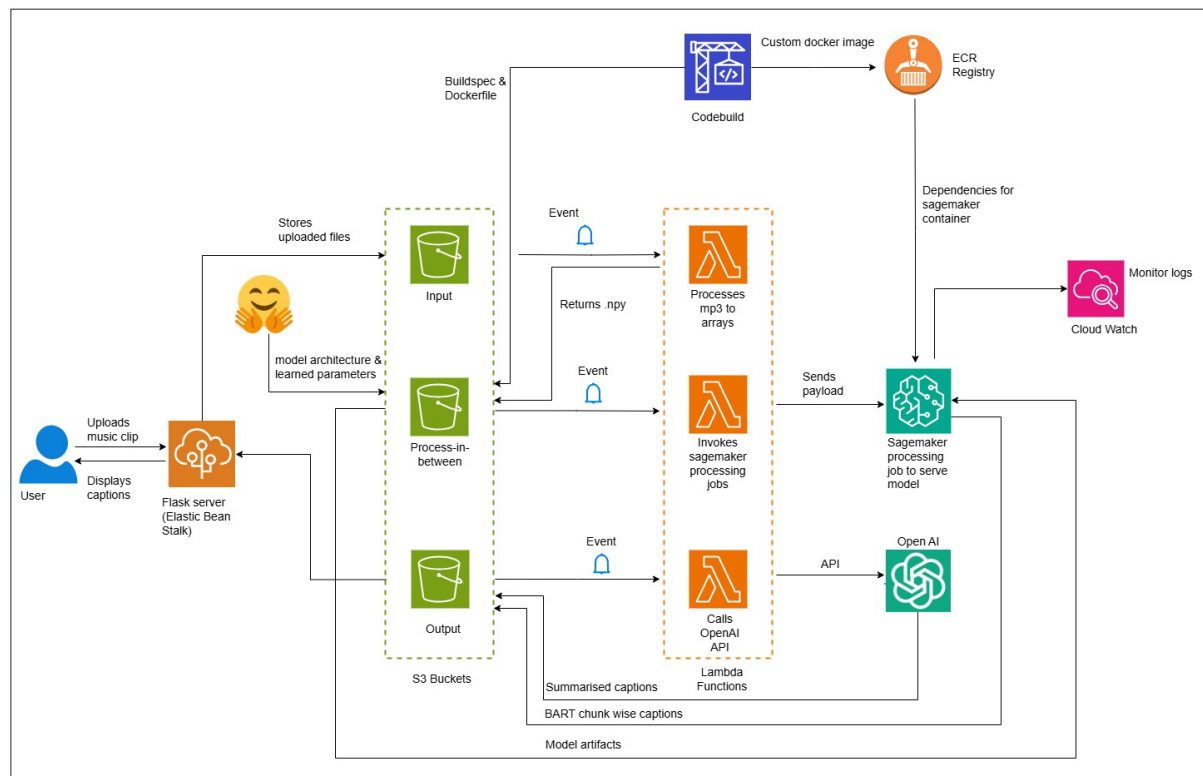 Custom docker image
ECR
Registry
Buildspec &
Dockerfile
Codebuild
Dependencies for
sagemaker
container
Stores
uploaded files
Event
Input
Returns .npy
Processes
mp3 to
arrays
Monitor logs
Cloud Watch
model architecture &
learned parameters
Event
Sends
payload
Uploads
music clip
Process-in-
between
Invokes
sagemaker
processing
jobs
Sagemaker
processing
job to serve
model
Displays
captions
User
Flask server
(Elastic Bean
Stalk)
Event
Open AI
API
Output
Calls
OpenAI
API
S3 Buckets
Lambda
Functions
Summarised captions
BART chunk wise captions
Model artifacts